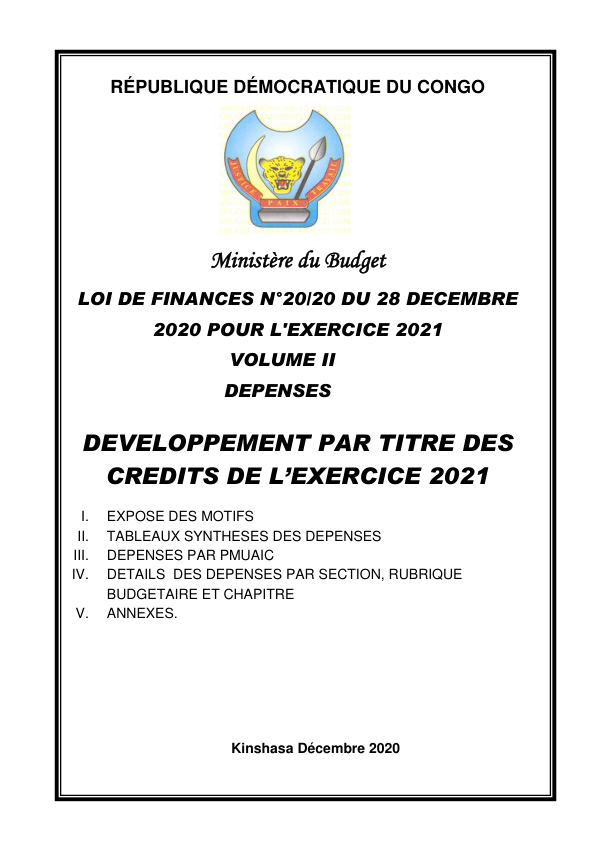 RÉPUBLIQUE DÉMOCRATIQUE DU CONGO
JUSTICE PAIX TRAVAIL
Ministère du Budget
LOI DE FINANCES N°20/20 DU 28 DECEMBRE
2020 POUR L'EXERCICE 2021
VOLUME II
DEPENSES
DEVELOPPEMENT PAR TITRE DES
CREDITS DE L’EXERCICE 2021
I. EXPOSE DES MOTIFS
II. TABLEAUX SYNTHESES DES DEPENSES
III. DEPENSES PAR PMUAIC
IV. DETAILS DES DEPENSES PAR SECTION, RUBRIQUE
BUDGETAIRE ET CHAPITRE
V. ANNEXES.
Kinshasa Décembre 2020